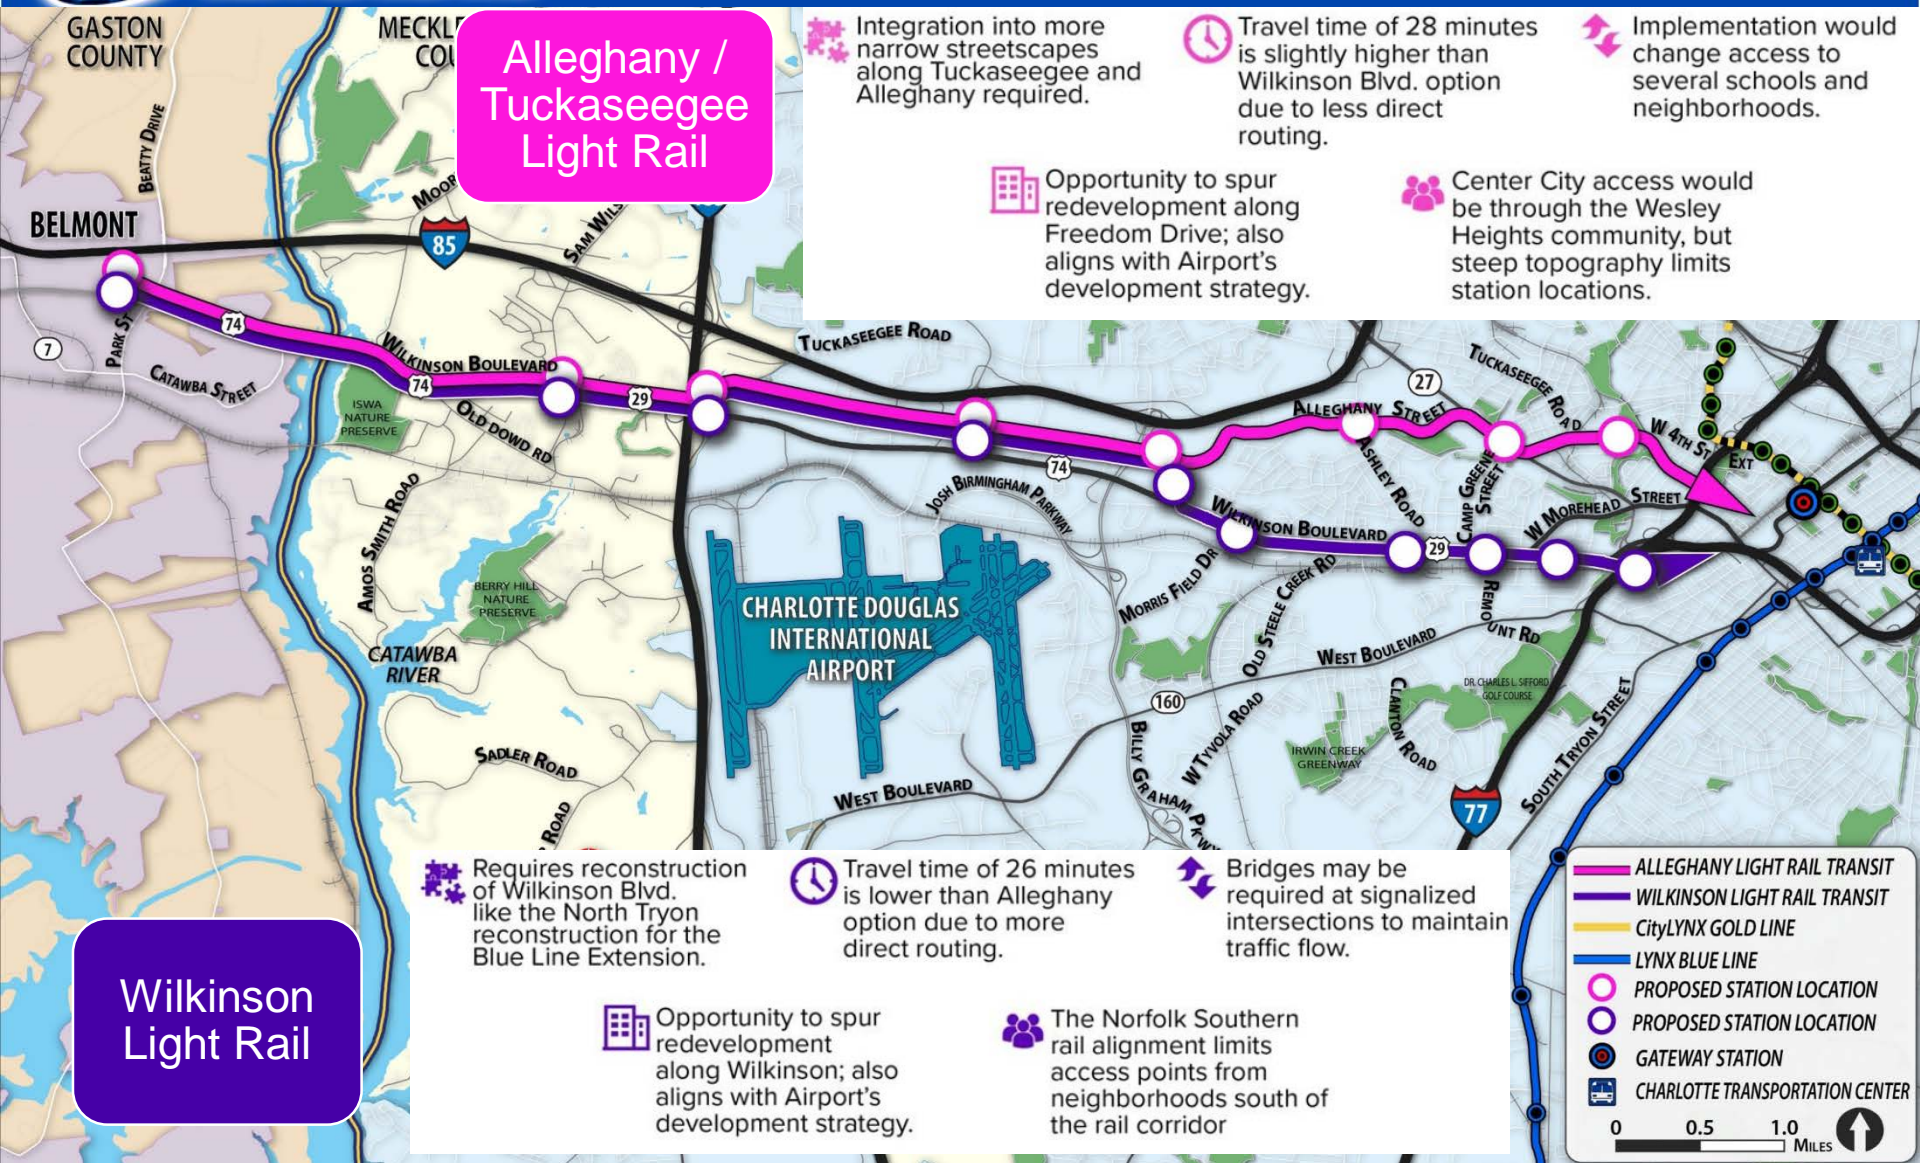 GASTON
COUNTY
Alleghany /
Tuckaseegee
Light Rail
Integration into more
narrow streetscapes
along Tuckaseegee and
Alleghany required.
Travel time of 28 minutes
is slightly higher than
Wilkinson Blvd. option
due to less direct
routing.
Implementation would
change access to
several schools and
neighborhoods.
Opportunity to spur
redevelopment along
Freedom Drive; also
aligns with Airport's
development strategy.
Center City access would
be through the Wesley
Heights community, but
steep topography limits
station locations.
BEATTY DRIVE
BELMONT
85
7
PARK ST
CATAWBA STREET
74
WILKINSON BOULEVARD
74
29
ISWA
NATURE
PRESERVE
OLD DOWD RD
AMOS SMITH ROAD
BERRY HILL
NATURE
PRESERVE
CATAWBA
RIVER
SADLER ROAD
ROAD
TUCKASEEGEE ROAD
74
JOSH BIRMINGHAM PARKWAY
CHARLOTTE DOUGLAS
INTERNATIONAL
AIRPORT
WEST BOULEVARD
27
TUCKASEEGEE ROAD
ALLEGHANY STREET
ASHLEY ROAD
CAMP GREENE
STREET
W 4TH ST
EXT
W MOREHEAD STREET
WILKINSON BOULEVARD
29
MORRIS FIELD DR
OLD STEELE CREEK RD
REMOUNT RD
WEST BOULEVARD
160
BILLY GRAHAM PKWY
W TYVOLA ROAD
CLANTON ROAD
DR. CHARLES L. SIFFORD
GOLF COURSE
IRWIN CREEK
GREENWAY
77
SOUTH TRYON STREET
Wilkinson
Light Rail
Requires reconstruction
of Wilkinson Blvd.
like the North Tryon
reconstruction for the
Blue Line Extension.
Travel time of 26 minutes
is lower than Alleghany
option due to more
direct routing.
Bridges may be
required at signalized
intersections to maintain
traffic flow.
Opportunity to spur
redevelopment
along Wilkinson; also
aligns with Airport's
development strategy.
The Norfolk Southern
rail alignment limits
access points from
neighborhoods south of
the rail corridor
ALLEGHANY LIGHT RAIL TRANSIT
WILKINSON LIGHT RAIL TRANSIT
CityLYNX GOLD LINE
LYNX BLUE LINE
PROPOSED STATION LOCATION
PROPOSED STATION LOCATION
GATEWAY STATION
CHARLOTTE TRANSPORTATION CENTER
0 0.5 1.0
MILES